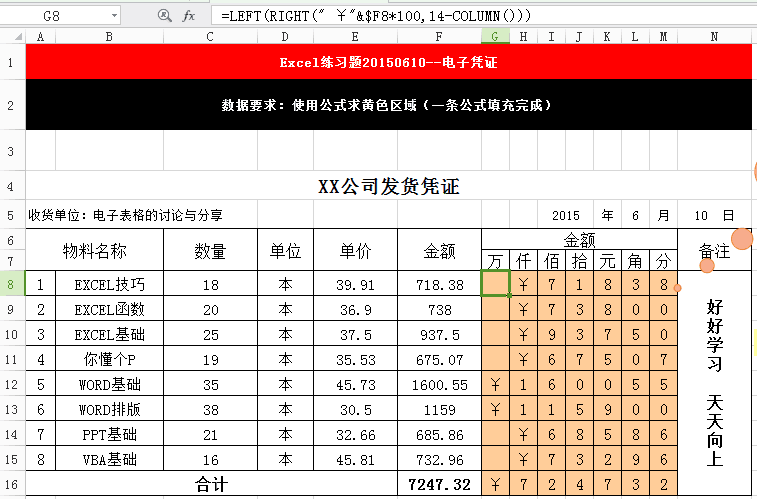 G8 fx =LEFT(RIGHT(" ¥"&$F8*100,14-COLUMN()))
A B C D E F G H I J K L M N
1 Excel练习题20150610--电子凭证
2 数据要求：使用公式求黄色区域（一条公式填充完成）
3
4 XX公司发货凭证
5 收货单位：电子表格的讨论与分享 2015 年 6 月 10 日
6 物料名称 数量 单位 单价 金额 金额 备注
7 万 仟 佰 拾 元 角 分
8 1 EXCEL技巧 18 本 39.91 718.38 ¥ 7 1 8 3 8
9 2 EXCEL函数 20 本 36.9 738 ¥ 7 3 8 0 0
10 3 EXCEL基础 25 本 37.5 937.5 ¥ 9 3 7 5 0
11 4 你懂个P 19 本 35.53 675.07 ¥ 6 7 5 0 7
12 5 WORD基础 35 本 45.73 1600.55 ¥ 1 6 0 0 5 5
13 6 WORD排版 38 本 30.5 1159 ¥ 1 1 5 9 0 0
14 7 PPT基础 21 本 32.66 685.86 ¥ 6 8 5 8 6
15 8 VBA基础 16 本 45.81 732.96 ¥ 7 3 2 9 6
16 合计 7247.32 ¥ 7 2 4 7 3 2
好好学习 天天向上